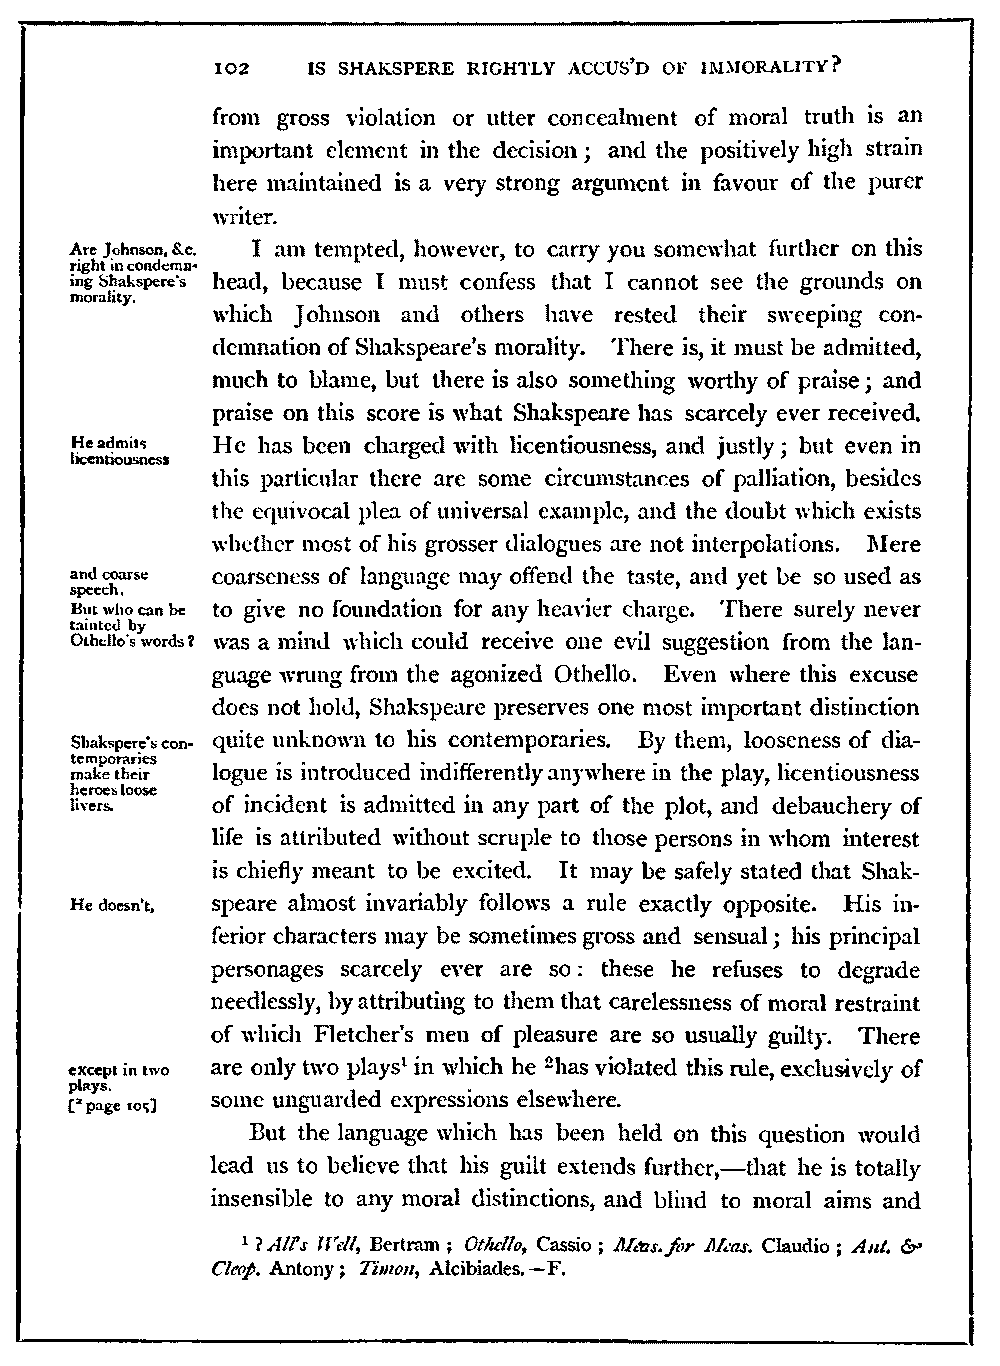 102 IS SHAKSPERE RIGHTLY ACCUS'D OF IMMORALITY?
from gross violation or utter concealment of moral truth is an
important element in the decision; and the positively high strain
here maintained is a very strong argument in favour of the purer
writer.
Are Johnson, &c.
right in condemn-
ing Shakspere's
morality.
I am tempted, however, to carry you somewhat further on this
head, because I must confess that I cannot see the grounds on
which Johnson and others have rested their sweeping con-
demnation of Shakspeare's morality. There is, it must be admitted,
much to blame, but there is also something worthy of praise; and
praise on this score is what Shakspeare has scarcely ever received.
He admits
licentiousness
He has been charged with licentiousness, and justly; but even in
this particular there are some circumstances of palliation, besides
the equivocal plea of universal example, and the doubt which exists
whether most of his grosser dialogues are not interpolations. Mere
and coarse
speech.
But who can be
tainted by
Othello's words?
coarseness of language may offend the taste, and yet be so used as
to give no foundation for any heavier charge. There surely never
was a mind which could receive one evil suggestion from the lan-
guage wrung from the agonized Othello. Even where this excuse
does not hold, Shakspeare preserves one most important distinction
Shakspere's con-
temporaries
make their
heroes loose
livers.
quite unknown to his contemporaries. By them, looseness of dia-
logue is introduced indifferently anywhere in the play, licentiousness
of incident is admitted in any part of the plot, and debauchery of
life is attributed without scruple to those persons in whom interest
is chiefly meant to be excited. It may be safely stated that Shak-
He doesn't,
speare almost invariably follows a rule exactly opposite. His in-
ferior characters may be sometimes gross and sensual; his principal
personages scarcely ever are so: these he refuses to degrade
needlessly, by attributing to them that carelessness of moral restraint
of which Fletcher's men of pleasure are so usually guilty. There
except in two
plays.
[² page 105]
are only two plays¹ in which he ²has violated this rule, exclusively of
some unguarded expressions elsewhere.
But the language which has been held on this question would
lead us to believe that his guilt extends further,—that he is totally
insensible to any moral distinctions, and blind to moral aims and
¹ ? All's Well, Bertram; Othello, Cassio; Meas. for Meas. Claudio; Ant. &
Cleop. Antony; Timon, Alcibiades.—F.